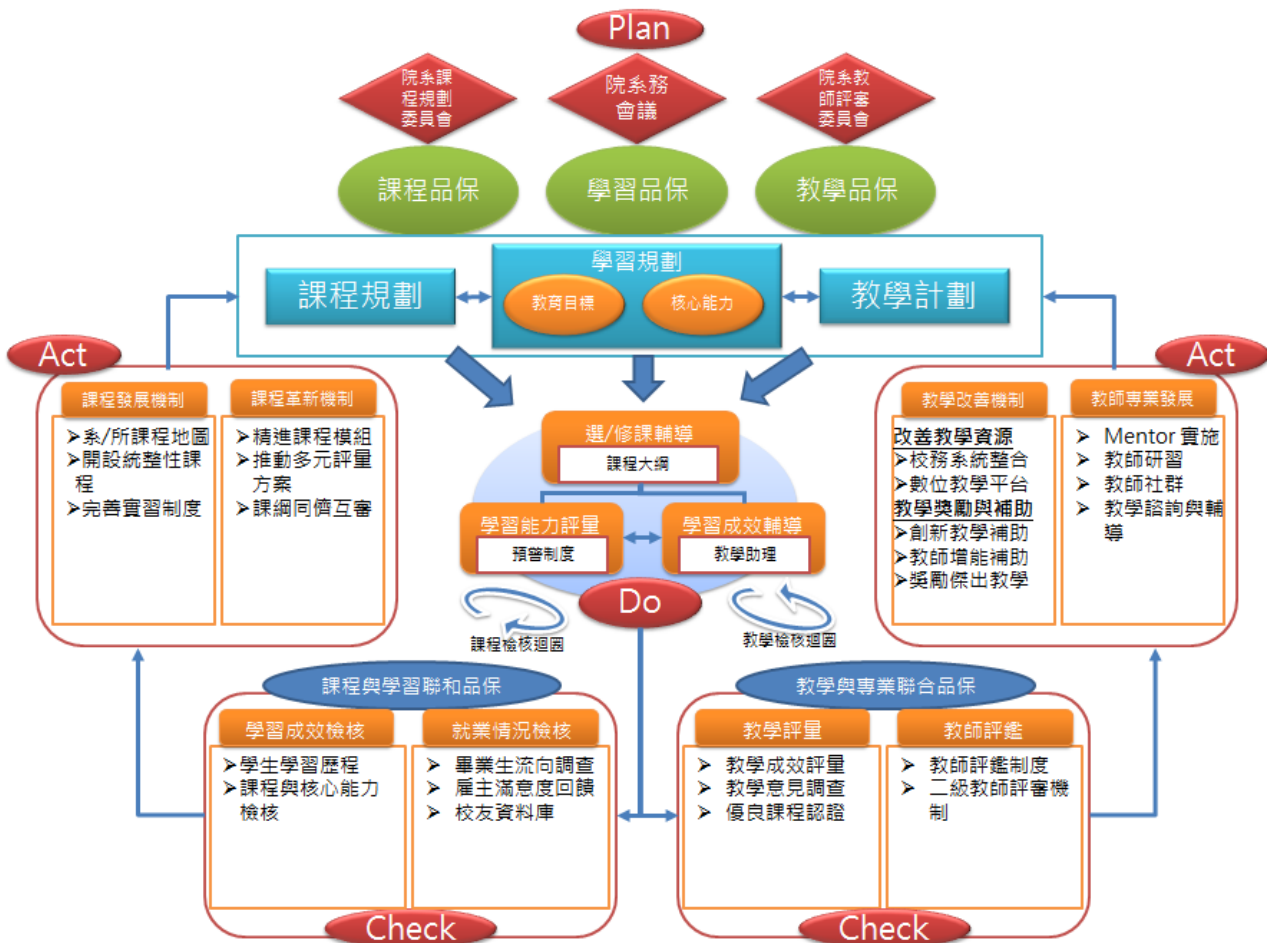 Plan
院系課
程規劃
委員會
院系務
會議
院系教
師評審
委員會
課程品保
學習品保
教學品保
學習規劃
課程規劃
教育目標
核心能力
教學計劃
Act
課程發展機制
➢系/所課程地圖
➢開設統整性課
程
➢完善實習制度
課程革新機制
➢精進課程模組
➢推動多元評量
方案
➢課綱同儕互審
選/修課輔導
課程大綱
學習能力評量
預警制度
學習成效輔導
教學助理
Do
課程檢核迴圈
教學檢核迴圈
Act
教學改善機制
改善教學資源
➢校務系統整合
➢數位教學平台
教學獎勵與補助
➢創新教學補助
➢教師增能補助
➢獎勵傑出教學
教師專業發展
➢ Mentor 實施
➢ 教師研習
➢ 教師社群
➢ 教學諮詢與輔
導
課程與學習聯和品保
學習成效檢核
➢學生學習歷程
➢課程與核心能力
檢核
就業情況檢核
➢ 畢業生流向調查
➢ 雇主滿意度回饋
➢ 校友資料庫
Check
教學與專業聯合品保
教學評量
➢ 教學成效評量
➢ 教學意見調查
➢ 優良課程認證
教師評鑑
➢ 教師評鑑制度
➢ 二級教師評審機
制
Check